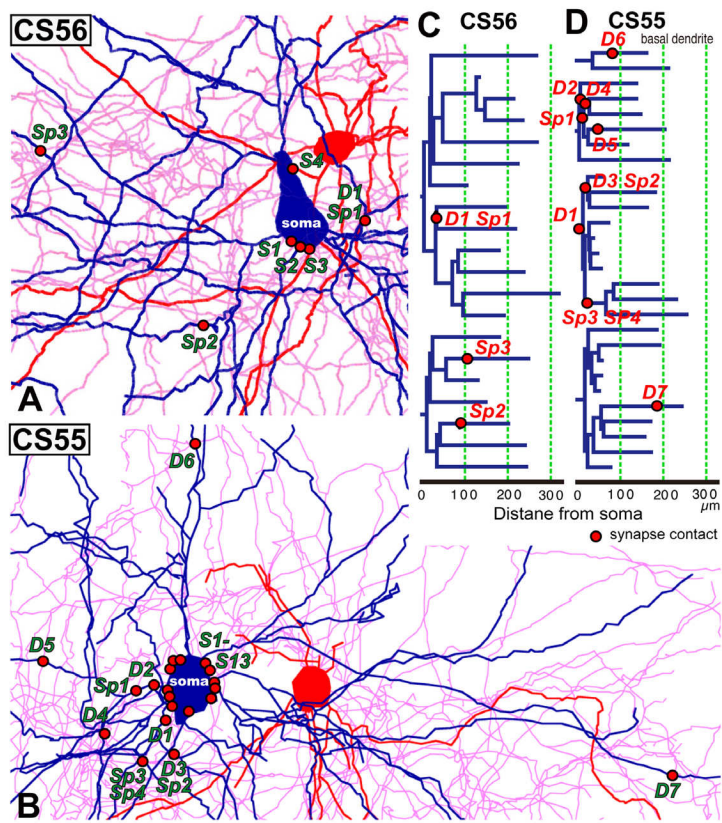 CS56
Sp3
S4
D1
Sp1
soma
S1
S2 S3
Sp2
A
CS55
D6
D5
S1-
S13
soma
D2
Sp1
D4
D1
D3
Sp2
Sp3
Sp4
D7
B
C
CS56
D1 Sp1
Sp3
Sp2
0 100 200 300
D
CS55
basal dendrite
D6
D2 D4
Sp1
D5
D3 Sp2
D1
Sp3 SP4
D7
0 100 200 300
μm
Distane from soma
synapse contact